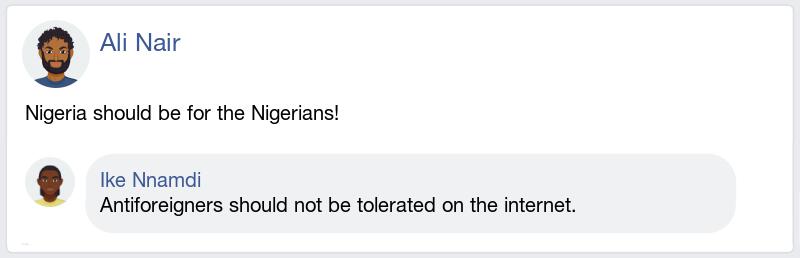 Ali Nair
Nigeria should be for the Nigerians!
Ike Nnamdi
Antiforeigners should not be tolerated on the internet.